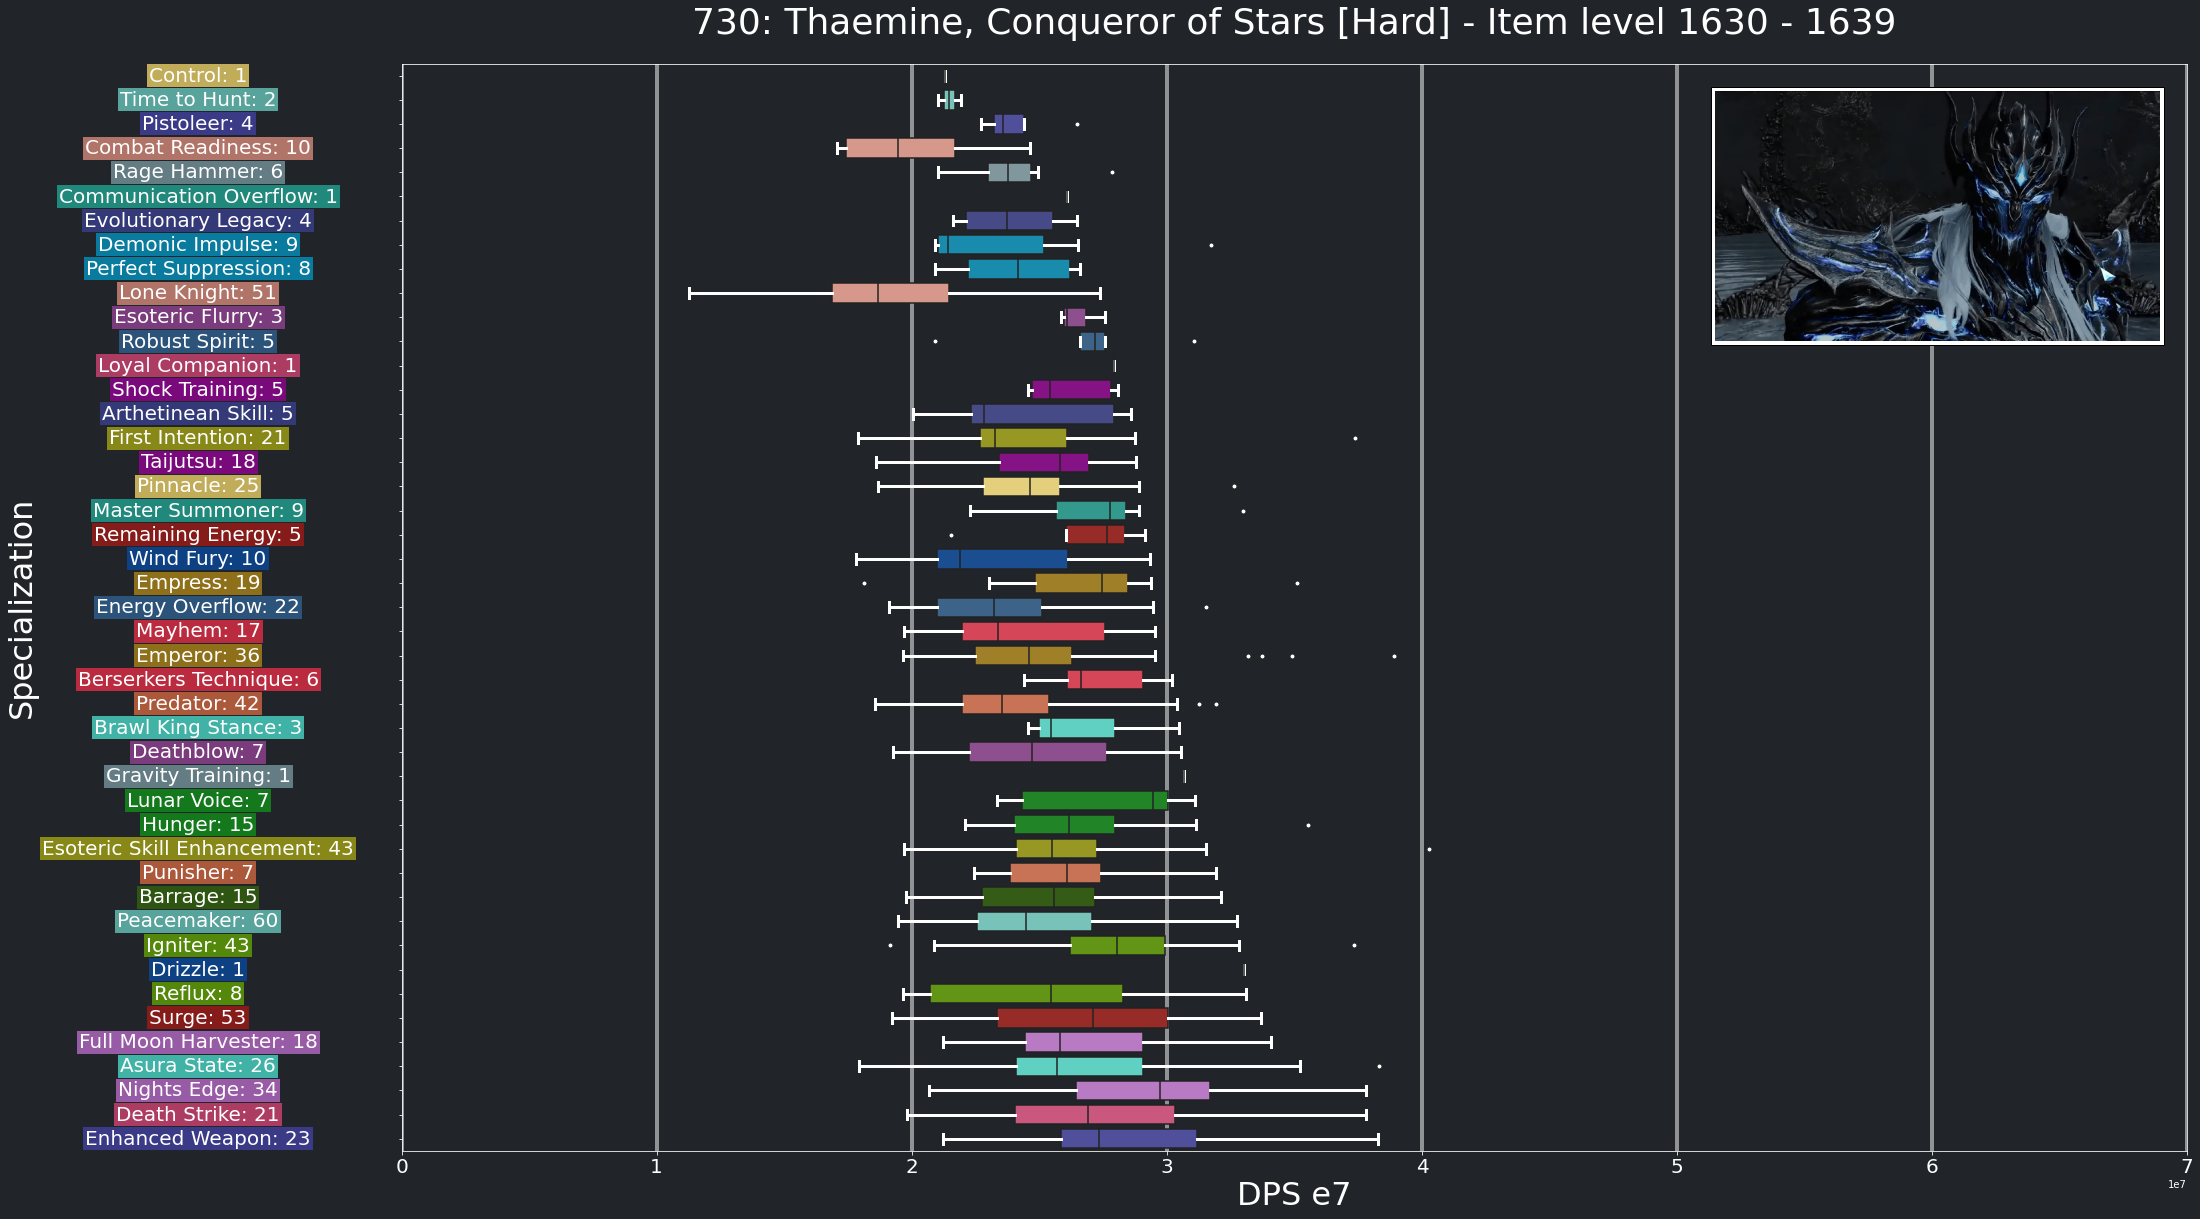 730: Thaemine, Conqueror of Stars [Hard] - Item level 1630 - 1639
Specialization
Control: 1
Time to Hunt: 2
Pistoleer: 4
Combat Readiness: 10
Rage Hammer: 6
Communication Overflow: 1
Evolutionary Legacy: 4
Demonic Impulse: 9
Perfect Suppression: 8
Lone Knight: 51
Esoteric Flurry: 3
Robust Spirit: 5
Loyal Companion: 1
Shock Training: 5
Arthetinean Skill: 5
First Intention: 21
Taijutsu: 18
Pinnacle: 25
Master Summoner: 9
Remaining Energy: 5
Wind Fury: 10
Empress: 19
Energy Overflow: 22
Mayhem: 17
Emperor: 36
Berserkers Technique: 6
Predator: 42
Brawl King Stance: 3
Deathblow: 7
Gravity Training: 1
Lunar Voice: 7
Hunger: 15
Esoteric Skill Enhancement: 43
Punisher: 7
Barrage: 15
Peacemaker: 60
Igniter: 43
Drizzle: 1
Reflux: 8
Surge: 53
Full Moon Harvester: 18
Asura State: 26
Nights Edge: 34
Death Strike: 21
Enhanced Weapon: 23
0 1 2 3 4 5 6 7
1e7
DPS e7